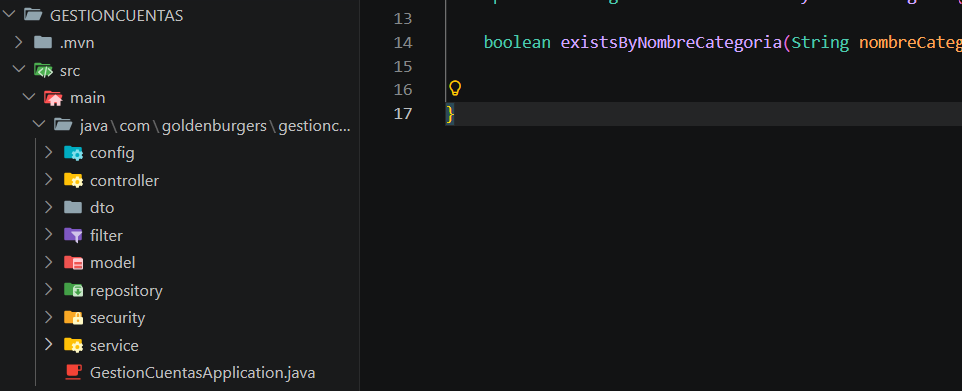 GESTIONCUENTAS
.mvn
src
main
java\com\goldenburgers\gestionc...
config
controller
dto
filter
model
repository
security
service
GestionCuentasApplication.java
13
14 boolean existsByNombreCategoria(String nombreCateg
15
16
17 }